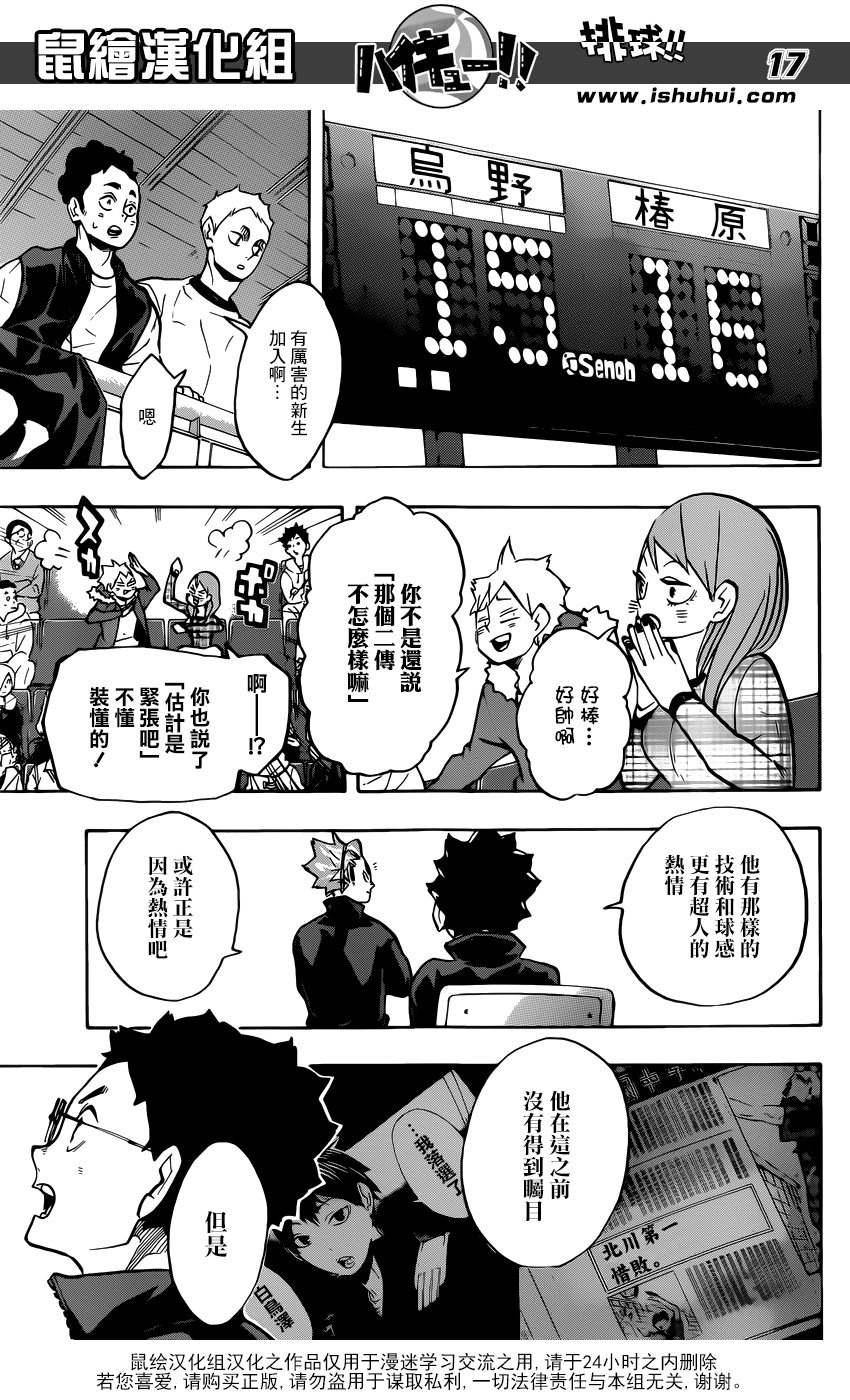 鼠繪漢化組
ハイキュー!!
排球!!
17
www.ishuhui.com
烏野
椿原
15
16
Senoh
有厲害的新生
加入啊…
嗯
好棒…
好帥啊
你不是還說
「那個二傳
不怎麼樣嘛」
啊——!?
你也說了
「估計是
緊張吧」
不懂
裝懂的!
他有那樣的
技術和球感
更有超人的
熱情
或許正是
因為熱情吧
他在這之前
沒有得到矚目
北川第一
惜敗。
…我落選了
白鳥澤
但是
鼠绘汉化组汉化之作品仅用于漫迷学习交流之用, 请于24小时之内删除
若您喜爱, 请购买正版, 请勿盗用于谋取私利, 一切法律责任与本组无关, 谢谢。